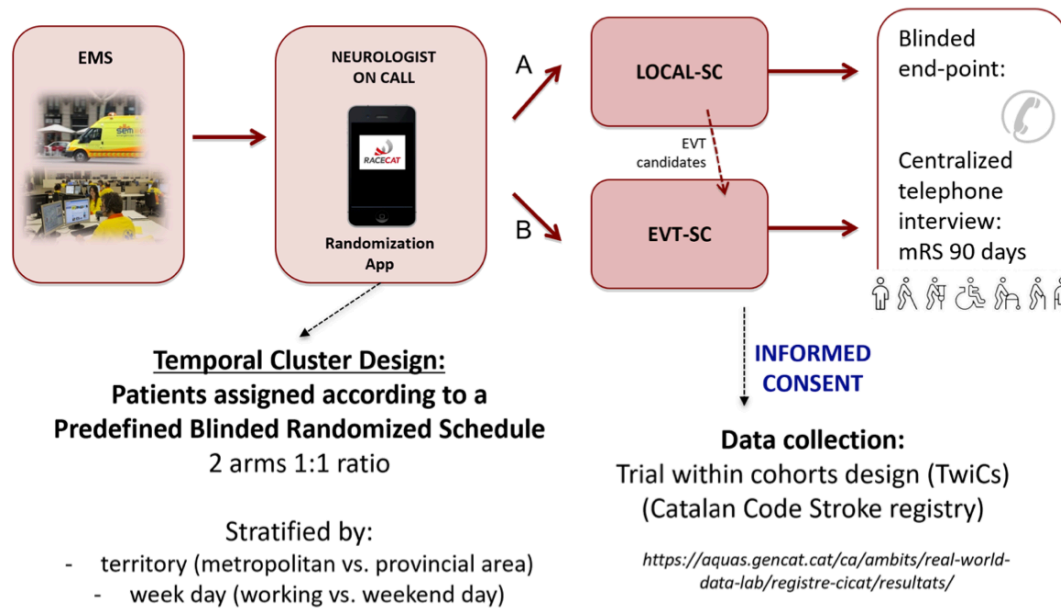 EMS
sem
NEUROLOGIST
ON CALL
RACECAT
Randomization
App
A
B
LOCAL-SC
EVT
candidates
EVT-SC
Blinded
end-point:
Centralized
telephone
interview:
mRS 90 days
Temporal Cluster Design:
Patients assigned according to a
Predefined Blinded Randomized Schedule
2 arms 1:1 ratio
Stratified by:
- territory (metropolitan vs. provincial area)
- week day (working vs. weekend day)
INFORMED
CONSENT
Data collection:
Trial within cohorts design (TwiCs)
(Catalan Code Stroke registry)
https://aquas.gencat.cat/ca/ambits/real-world-
data-lab/registre-cicat/resultats/